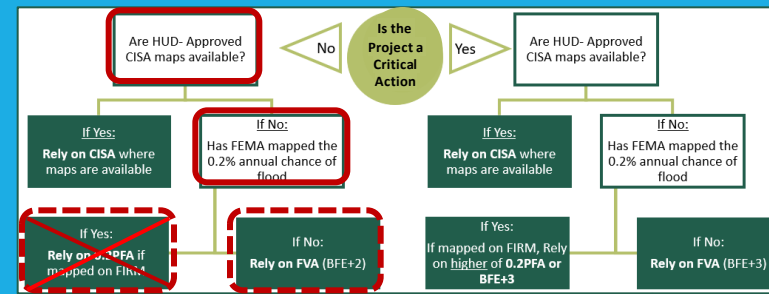 Is the
Project a
Critical
Action
No
Yes
Are HUD- Approved
CISA maps available?
If Yes:
Rely on CISA where
maps are available
If No:
Has FEMA mapped the
0.2% annual chance of
flood
If Yes:
Rely on 0.2PFA if
mapped on FIRM
If No:
Rely on FVA (BFE+2)
Are HUD- Approved
CISA maps available?
If Yes:
Rely on CISA where
maps are available
If No:
Has FEMA mapped the
0.2% annual chance of
flood
If Yes:
If mapped on FIRM, Rely
on higher of 0.2PFA or
BFE+3
If No:
Rely on FVA (BFE+3)